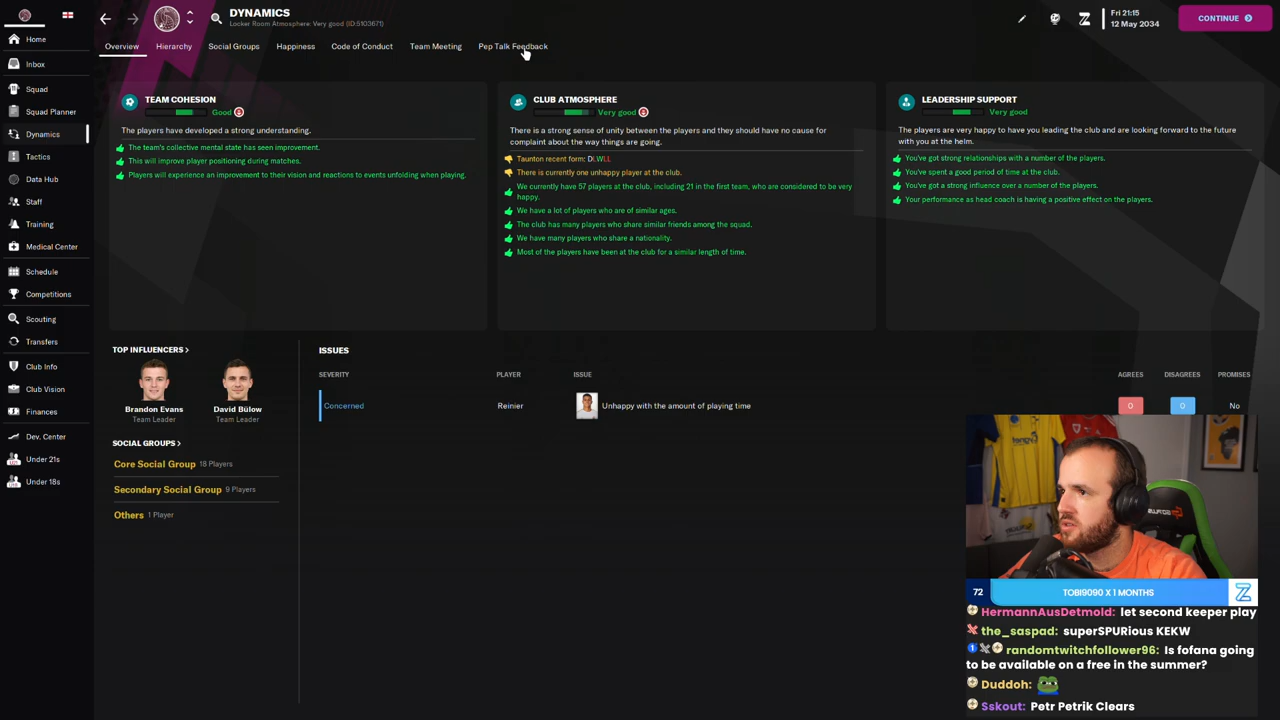 DYNAMICS
Locker Room Atmosphere: Very good (ID:5103671)
Fri 21:15
12 May 2034
CONTINUE
Overview
Hierarchy
Social Groups
Happiness
Code of Conduct
Team Meeting
Pep Talk Feedback
Home
Inbox
Squad
Squad Planner
Dynamics
Tactics
Data Hub
Staff
Training
Medical Center
Schedule
Competitions
Scouting
Transfers
Club Info
Club Vision
Finances
Dev. Center
Under 21s
Under 18s
TEAM COHESION
Good
The players have developed a strong understanding.
The team's collective mental state has seen improvement.
This will improve player positioning during matches.
Players will experience an improvement to their vision and reactions to events unfolding when playing.
CLUB ATMOSPHERE
Very good
There is a strong sense of unity between the players and they should have no cause for
complaint about the way things are going.
Taunton recent form: DLWLL
There is currently one unhappy player at the club.
We currently have 57 players at the club, including 21 in the first team, who are considered to be very
happy.
We have a lot of players who are of similar ages.
The club has many players who share similar friends among the squad.
We have many players who share a nationality.
Most of the players have been at the club for a similar length of time.
LEADERSHIP SUPPORT
Very good
The players are very happy to have you leading the club and are looking forward to the future
with you at the helm.
You've got strong relationships with a number of the players.
You've spent a good period of time at the club.
You've got a strong influence over a number of the players.
Your performance as head coach is having a positive effect on the players.
TOP INFLUENCERS >
Brandon Evans
Team Leader
David Bülow
Team Leader
SOCIAL GROUPS >
Core Social Group 18 Players
Secondary Social Group 9 Players
Others 1 Player
ISSUES
SEVERITY
PLAYER
ISSUE
AGREES
DISAGREES
PROMISES
Concerned
Reinier
Unhappy with the amount of playing time
0
0
No
72
TOBI9090 X 1 MONTHS
HermannAusDetmold: let second keeper play
the_saspad: superSPURious KEKW
randomtwitchfollower96: Is fofana going
to be available on a free in the summer?
Duddoh:
Sskout: Petr Petrik Clears